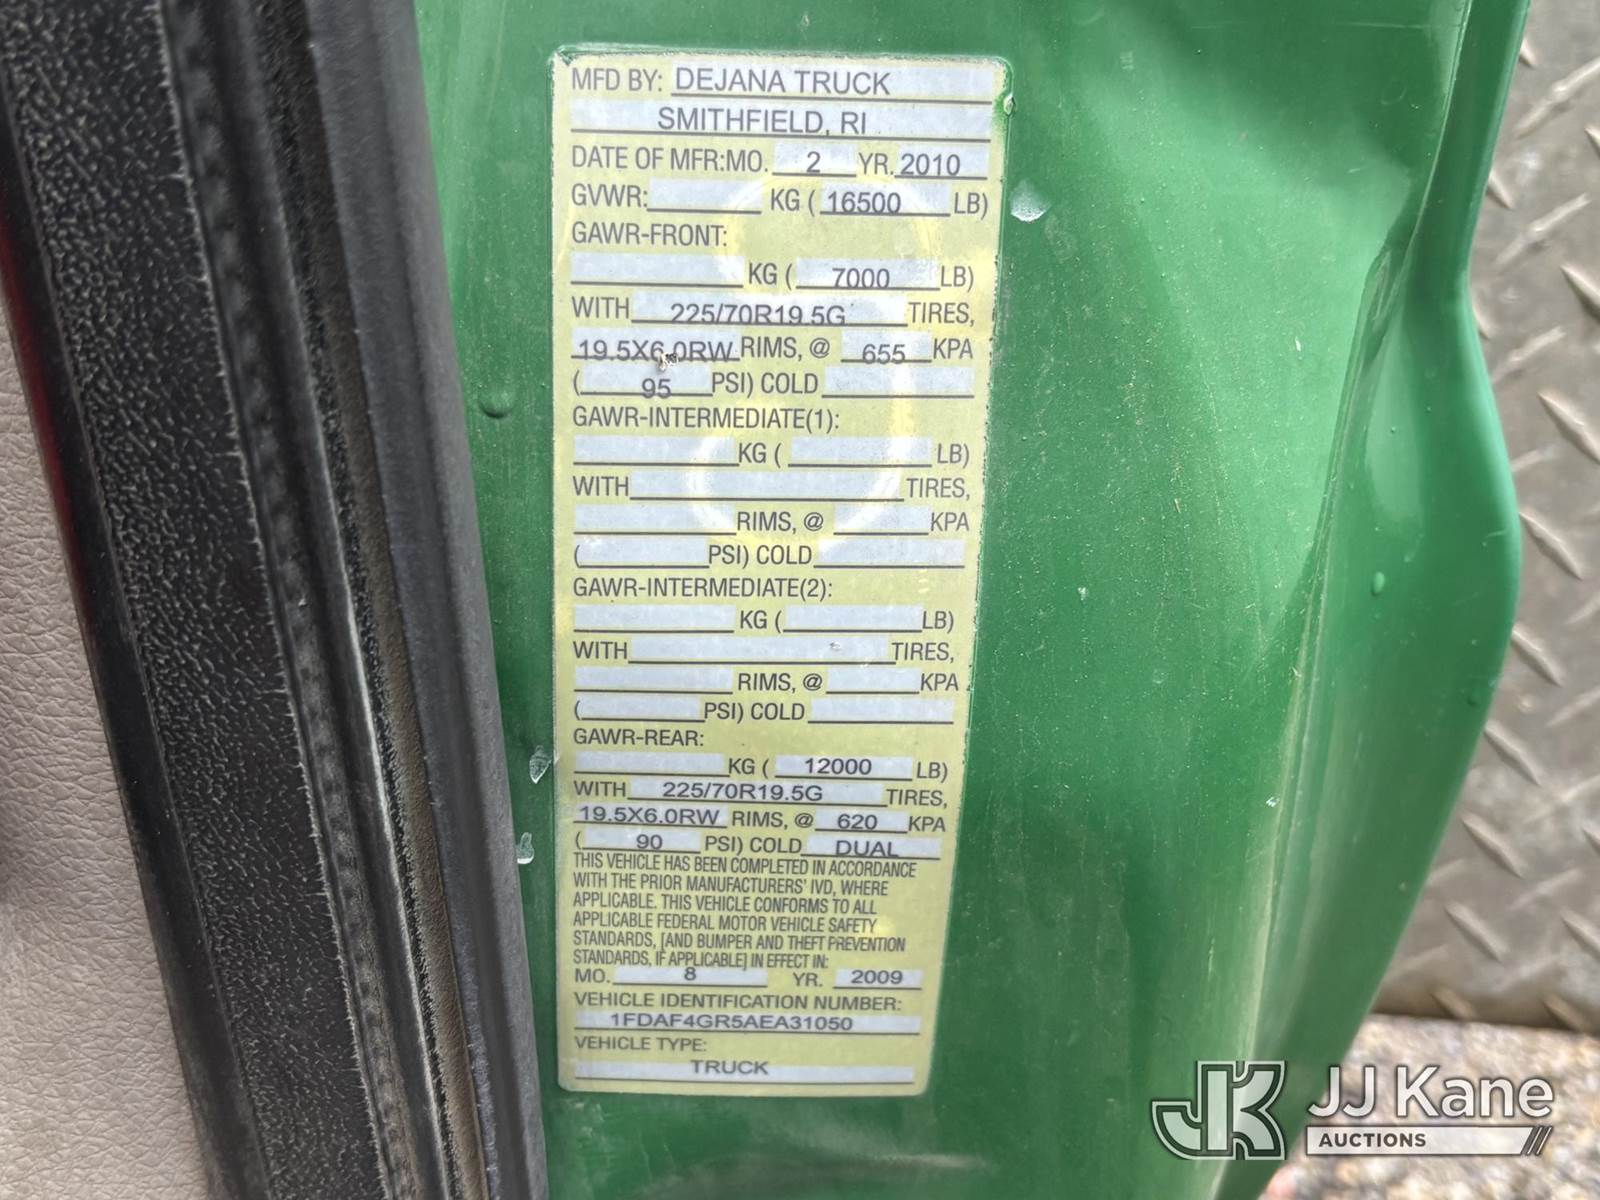 MFD BY: DEJANA TRUCK
SMITHFIELD, RI
DATE OF MFR:MO. 2 YR. 2010
GVWR: KG ( 16500 LB)
GAWR-FRONT:
KG ( 7000 LB)
WITH 225/70R19.5G TIRES,
19.5X6.0RW RIMS, @ 655 KPA
( 95 PSI) COLD
GAWR-INTERMEDIATE(1):
KG ( LB)
WITH TIRES,
RIMS, @ KPA
( PSI) COLD
GAWR-INTERMEDIATE(2):
KG ( LB)
WITH TIRES,
RIMS, @ KPA
( PSI) COLD
GAWR-REAR:
KG ( 12000 LB)
WITH 225/70R19.5G TIRES,
19.5X6.0RW RIMS, @ 620 KPA
( 90 PSI) COLD DUAL
THIS VEHICLE HAS BEEN COMPLETED IN ACCORDANCE
WITH THE PRIOR MANUFACTURERS' IVD, WHERE
APPLICABLE. THIS VEHICLE CONFORMS TO ALL
APPLICABLE FEDERAL MOTOR VEHICLE SAFETY
STANDARDS, [AND BUMPER AND THEFT PREVENTION
STANDARDS, IF APPLICABLE] IN EFFECT IN:
MO. 8 YR. 2009
VEHICLE IDENTIFICATION NUMBER:
1FDAF4GR5AEA31050
VEHICLE TYPE:
TRUCK
JK JJ Kane
AUCTIONS